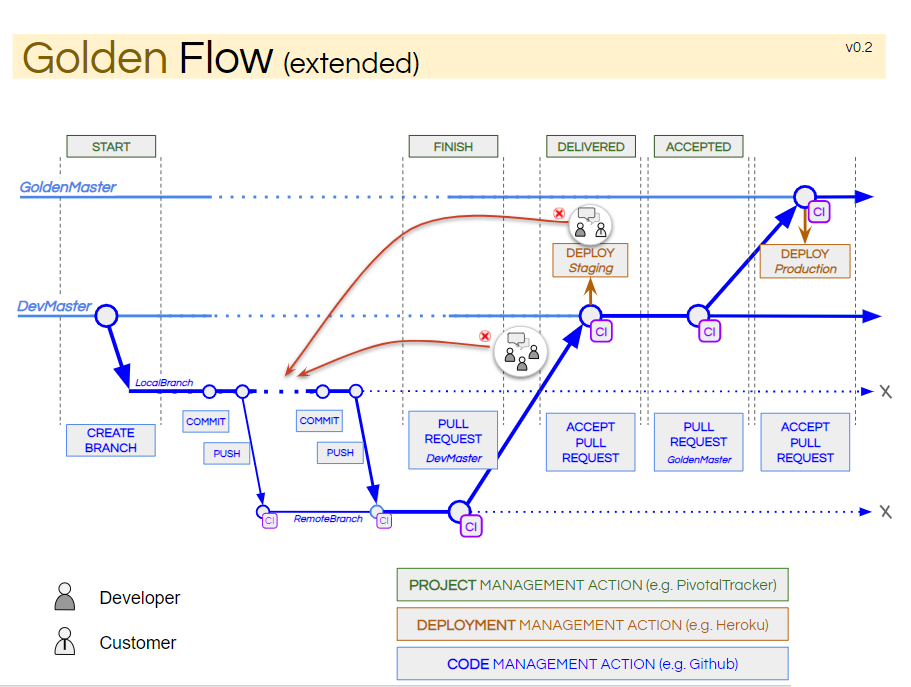 Golden Flow (extended)
v0.2
START
FINISH
DELIVERED
ACCEPTED
GoldenMaster
CI
DEPLOY
Staging
DEPLOY
Production
DevMaster
CI
CI
LocalBranch
COMMIT
PUSH
COMMIT
PUSH
CREATE
BRANCH
PULL
REQUEST
DevMaster
ACCEPT
PULL
REQUEST
PULL
REQUEST
GoldenMaster
ACCEPT
PULL
REQUEST
X
CI
RemoteBranch
CI
CI
X
Developer
Customer
PROJECT MANAGEMENT ACTION (e.g. PivotalTracker)
DEPLOYMENT MANAGEMENT ACTION (e.g. Heroku)
CODE MANAGEMENT ACTION (e.g. Github)